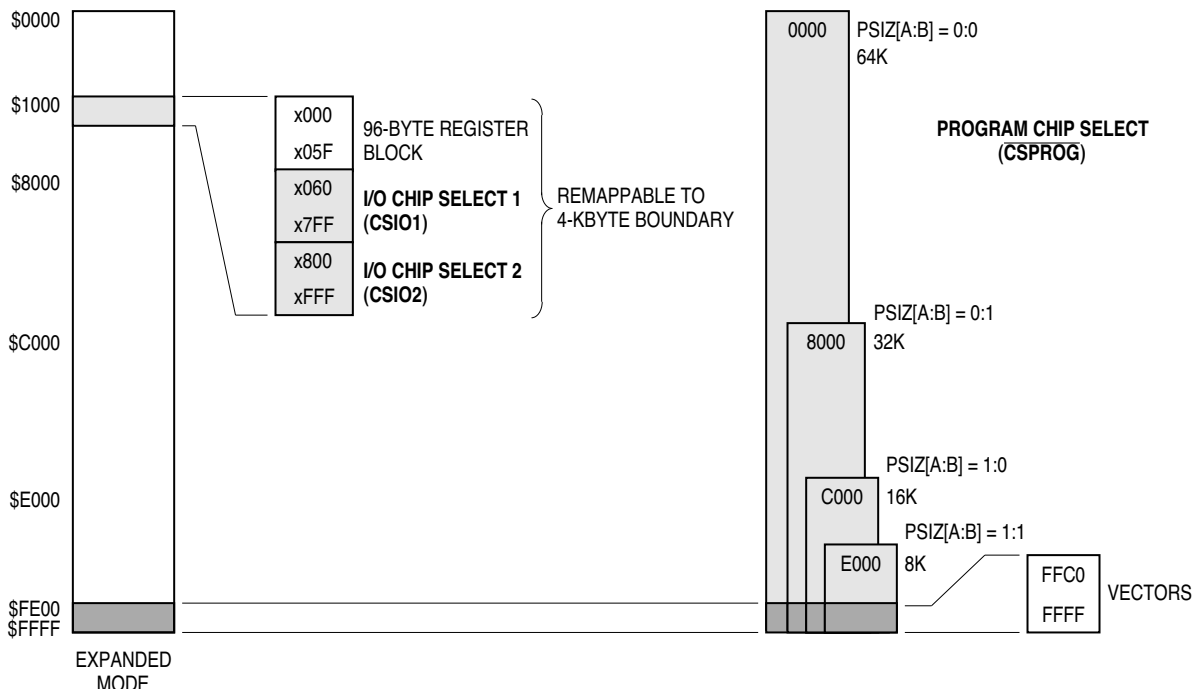 $0000
$1000
$8000
$C000
$E000
$FE00
$FFFF
EXPANDED
MODE
x000
x05F
96-BYTE REGISTER
BLOCK
x060
x7FF
I/O CHIP SELECT 1
(CSIO1)
x800
xFFF
I/O CHIP SELECT 2
(CSIO2)
REMAPPABLE TO
4-KBYTE BOUNDARY
0000
PSIZ[A:B] = 0:0
64K
PROGRAM CHIP SELECT
(CSPROG)
8000
PSIZ[A:B] = 0:1
32K
C000
PSIZ[A:B] = 1:0
16K
E000
PSIZ[A:B] = 1:1
8K
FFC0
FFFF
VECTORS